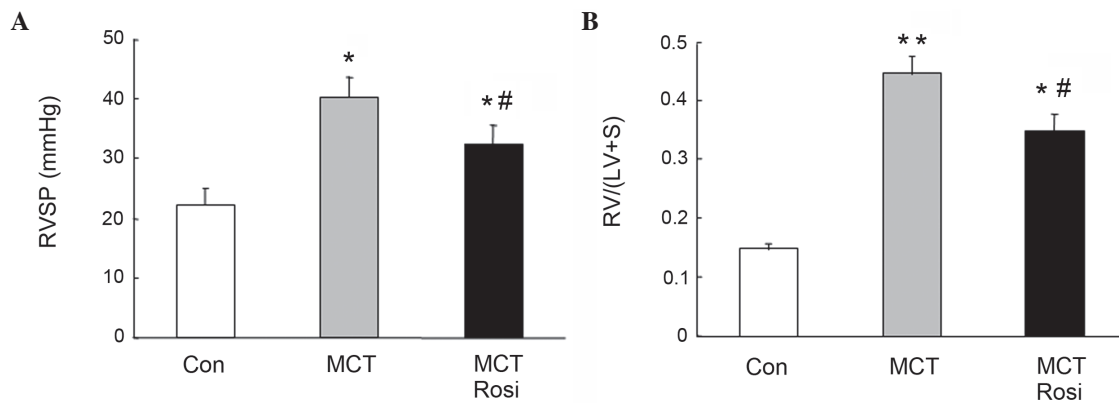 A
RVSP (mmHg)
50
40
30
20
10
0
*
* #
Con
MCT
MCT
Rosi
B
RV/(LV+S)
0.5
0.4
0.3
0.2
0.1
0
* *
* #
Con
MCT
MCT
Rosi